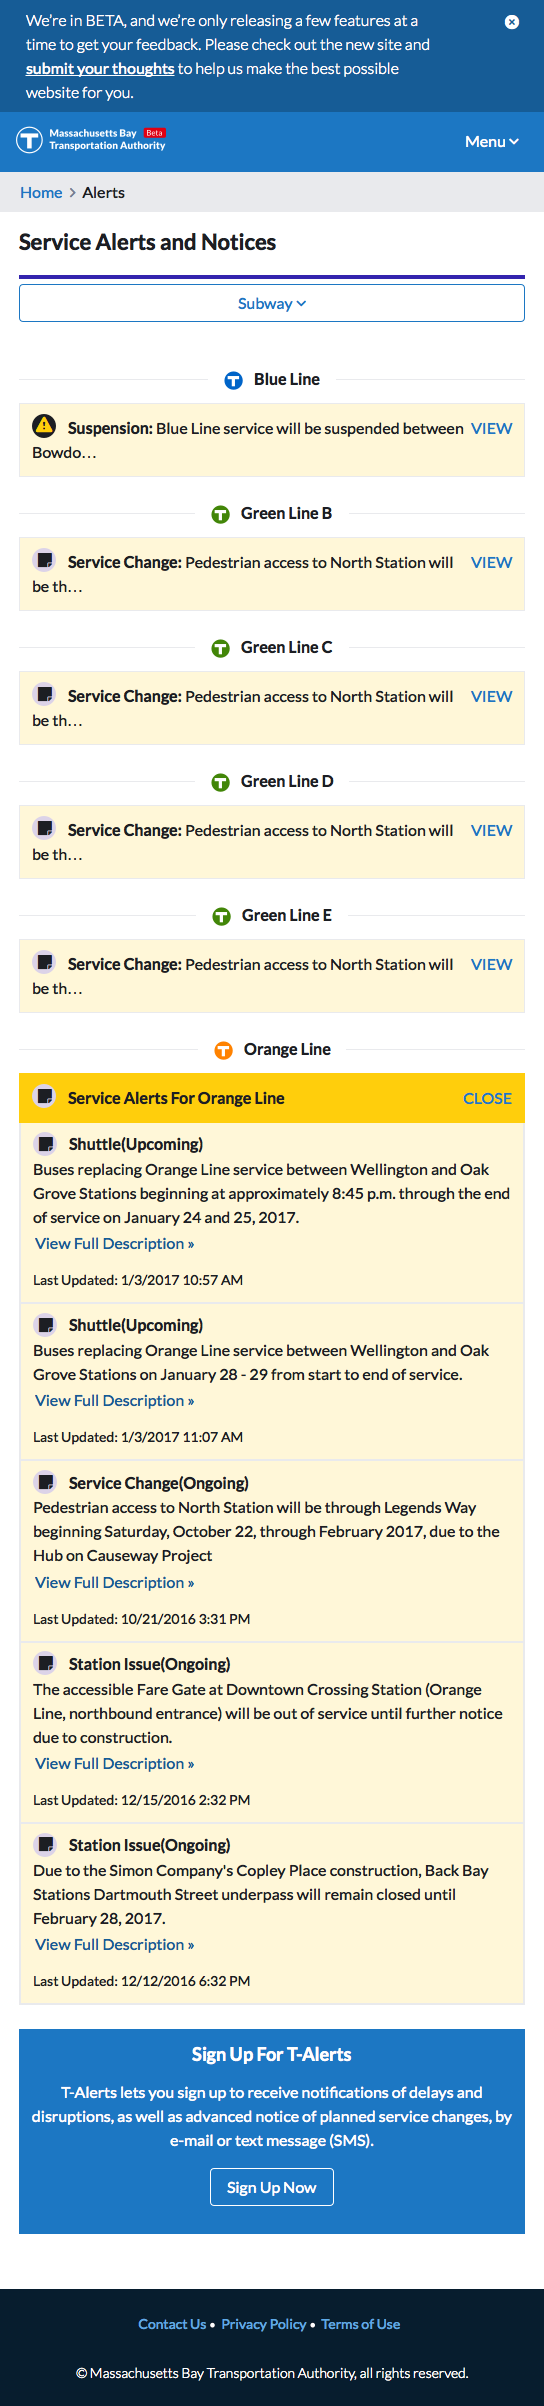 We're in BETA, and we're only releasing a few features at a
time to get your feedback. Please check out the new site and
submit your thoughts to help us make the best possible
website for you.
Massachusetts Bay Beta
Transportation Authority
Menu
Home > Alerts
Service Alerts and Notices
Subway
T Blue Line
Suspension: Blue Line service will be suspended between VIEW
Bowdo…
T Green Line B
Service Change: Pedestrian access to North Station will VIEW
be th…
T Green Line C
Service Change: Pedestrian access to North Station will VIEW
be th…
T Green Line D
Service Change: Pedestrian access to North Station will VIEW
be th…
T Green Line E
Service Change: Pedestrian access to North Station will VIEW
be th…
T Orange Line
Service Alerts For Orange Line CLOSE
Shuttle(Upcoming)
Buses replacing Orange Line service between Wellington and Oak
Grove Stations beginning at approximately 8:45 p.m. through the end
of service on January 24 and 25, 2017.
View Full Description »
Last Updated: 1/3/2017 10:57 AM
Shuttle(Upcoming)
Buses replacing Orange Line service between Wellington and Oak
Grove Stations on January 28 - 29 from start to end of service.
View Full Description »
Last Updated: 1/3/2017 11:07 AM
Service Change(Ongoing)
Pedestrian access to North Station will be through Legends Way
beginning Saturday, October 22, through February 2017, due to the
Hub on Causeway Project
View Full Description »
Last Updated: 10/21/2016 3:31 PM
Station Issue(Ongoing)
The accessible Fare Gate at Downtown Crossing Station (Orange
Line, northbound entrance) will be out of service until further notice
due to construction.
View Full Description »
Last Updated: 12/15/2016 2:32 PM
Station Issue(Ongoing)
Due to the Simon Company's Copley Place construction, Back Bay
Stations Dartmouth Street underpass will remain closed until
February 28, 2017.
View Full Description »
Last Updated: 12/12/2016 6:32 PM
Sign Up For T-Alerts
T-Alerts lets you sign up to receive notifications of delays and
disruptions, as well as advanced notice of planned service changes, by
e-mail or text message (SMS).
Sign Up Now
Contact Us • Privacy Policy • Terms of Use
© Massachusetts Bay Transportation Authority, all rights reserved.